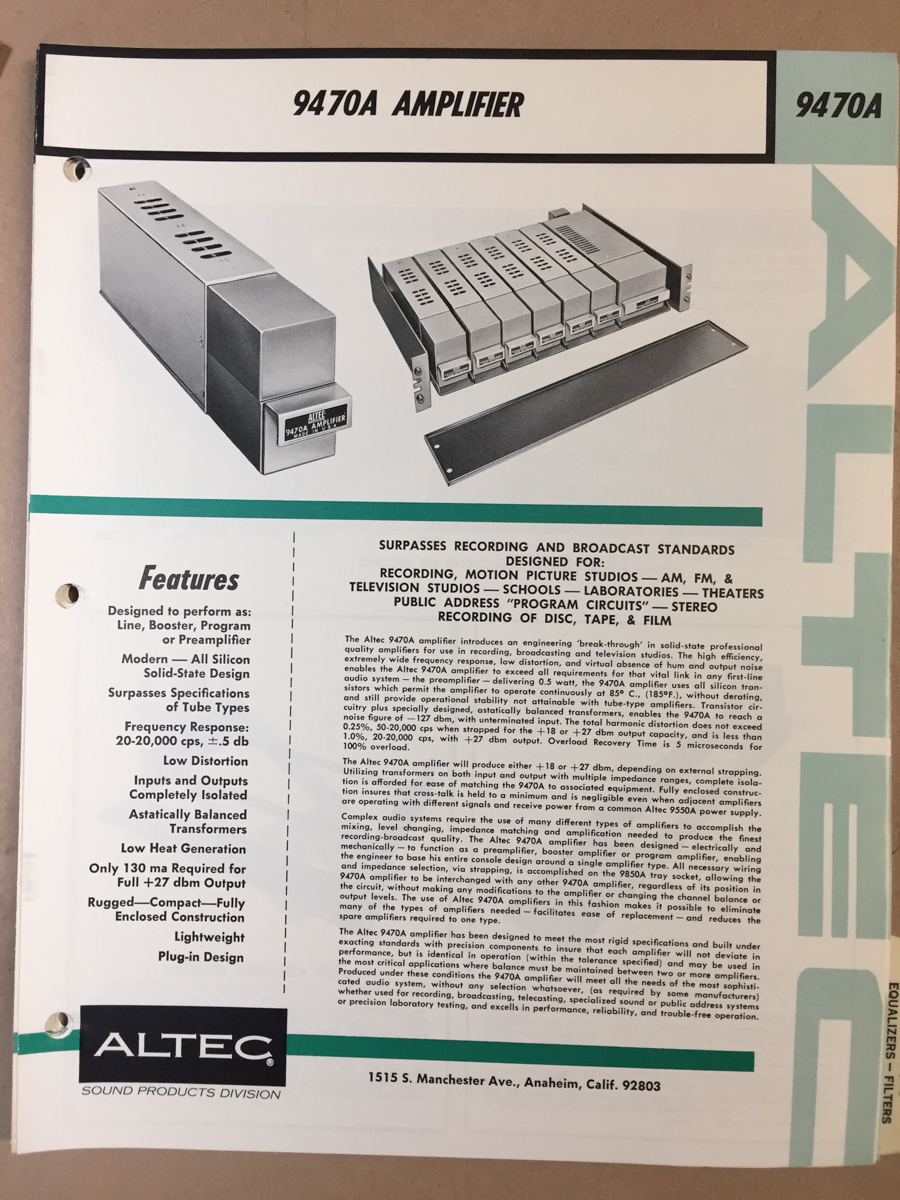 9470A AMPLIFIER
9470A
ALTEC
ALTEC
9470A AMPLIFIER
MADE IN U.S.A.
Features
Designed to perform as:
Line, Booster, Program
or Preamplifier
Modern — All Silicon
Solid-State Design
Surpasses Specifications
of Tube Types
Frequency Response:
20-20,000 cps, ±.5 db
Low Distortion
Inputs and Outputs
Completely Isolated
Astatically Balanced
Transformers
Low Heat Generation
Only 130 ma Required for
Full +27 dbm Output
Rugged—Compact—Fully
Enclosed Construction
Lightweight
Plug-in Design
SURPASSES RECORDING AND BROADCAST STANDARDS
DESIGNED FOR:
RECORDING, MOTION PICTURE STUDIOS — AM, FM, &
TELEVISION STUDIOS — SCHOOLS — LABORATORIES — THEATERS
PUBLIC ADDRESS "PROGRAM CIRCUITS" — STEREO
RECORDING OF DISC, TAPE, & FILM
The Altec 9470A amplifier introduces an engineering 'break-through' in solid-state professional
quality amplifiers for use in recording, broadcasting and television studios. The high efficiency,
extremely wide frequency response, low distortion, and virtual absence of hum and output noise
enables the Altec 9470A amplifier to exceed all requirements for that vital link in any first-line
audio system — the preamplifier — delivering 0.5 watt, the 9470A amplifier uses all silicon tran-
sistors which permit the amplifier to operate continuously at 85° C., (185°F.), without derating,
and still provide operational stability not attainable with tube-type amplifiers. Transistor cir-
cuitry plus specially designed, astatically balanced transformers, enables the 9470A to reach a
noise figure of —127 dbm, with unterminated input. The total harmonic distortion does not exceed
0.25%, 50-20,000 cps when strapped for the +18 or +27 dbm output capacity, and is less than
1.0%, 20-20,000 cps, with +27 dbm output. Overload Recovery Time is 5 microseconds for
100% overload.
The Altec 9470A amplifier will produce either +18 or +27 dbm, depending on external strapping.
Utilizing transformers on both input and output with multiple impedance ranges, complete isola-
tion is afforded for ease of matching the 9470A to associated equipment. Fully enclosed construc-
tion insures that cross-talk is held to a minimum and is negligible even when adjacent amplifiers
are operating with different signals and receive power from a common Altec 9550A power supply.
Complex audio systems require the use of many different types of amplifiers to accomplish the
mixing, level changing, impedance matching and amplification needed to produce the finest
recording-broadcast quality. The Altec 9470A amplifier has been designed — electrically and
mechanically — to function as a preamplifier, booster amplifier or program amplifier, enabling
the engineer to base his entire console design around a single amplifier type. All necessary wiring
and impedance selection, via strapping, is accomplished on the 9850A tray socket, allowing the
9470A amplifier to be interchanged with any other 9470A amplifier, regardless of its position in
the circuit, without making any modifications to the amplifier or changing the channel balance or
output levels. The use of Altec 9470A amplifiers in this fashion makes it possible to eliminate
many of the types of amplifiers needed — facilitates ease of replacement — and reduces the
spare amplifiers required to one type.
The Altec 9470A amplifier has been designed to meet the most rigid specifications and built under
exacting standards with precision components to insure that each amplifier will not deviate in
performance, but is identical in operation (within the tolerance specified) and may be used in
the most critical applications where balance must be maintained between two or more amplifiers.
Produced under these conditions the 9470A amplifier will meet all the needs of the most sophisti-
cated audio system, without any selection whatsoever, (as required by some manufacturers)
whether used for recording, broadcasting, telecasting, specialized sound or public address systems
or precision laboratory testing, and excells in performance, reliability, and trouble-free operation.
ALTEC®
SOUND PRODUCTS DIVISION
1515 S. Manchester Ave., Anaheim, Calif. 92803
EQUALIZERS — FILTERS